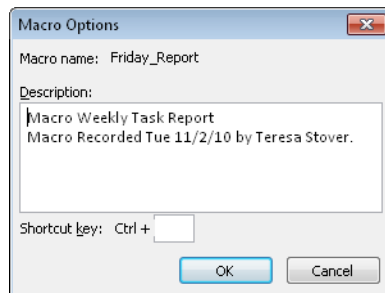 Macro Options
Macro name: Friday_Report
Description:
Macro Weekly Task Report
Macro Recorded Tue 11/2/10 by Teresa Stover.
Shortcut key: Ctrl +
OK Cancel